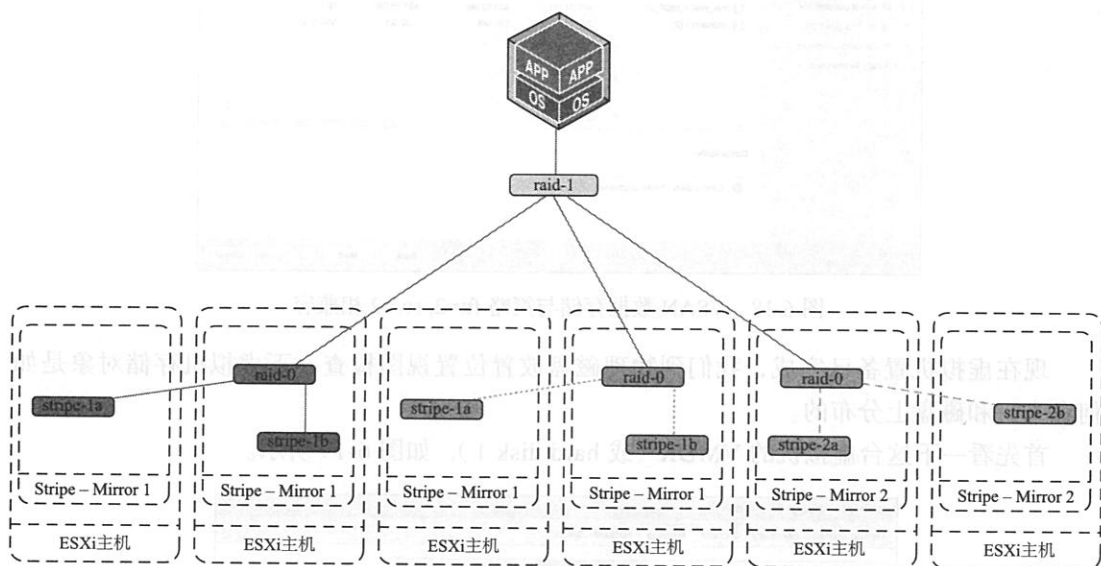 APP APP
OS OS
raid-1
raid-0
raid-0
raid-0
stripe-1a
stripe-1b
stripe-1a
stripe-1b
stripe-2a
stripe-2b
Stripe – Mirror 1
Stripe – Mirror 1
Stripe – Mirror 1
Stripe – Mirror 1
Stripe – Mirror 2
Stripe – Mirror 2
ESXi主机
ESXi主机
ESXi主机
ESXi主机
ESXi主机
ESXi主机